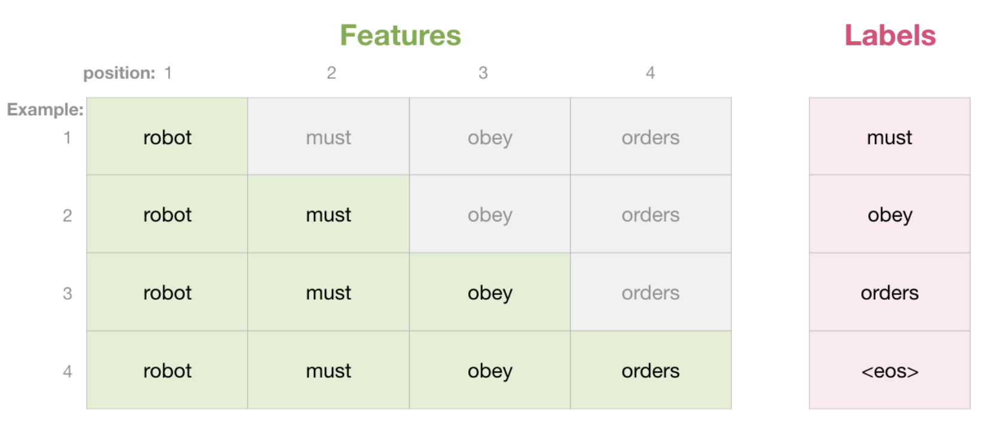 Features Labels
position: 1 2 3 4
Example:
1 robot must obey orders must
2 robot must obey orders obey
3 robot must obey orders orders
4 robot must obey orders <eos>